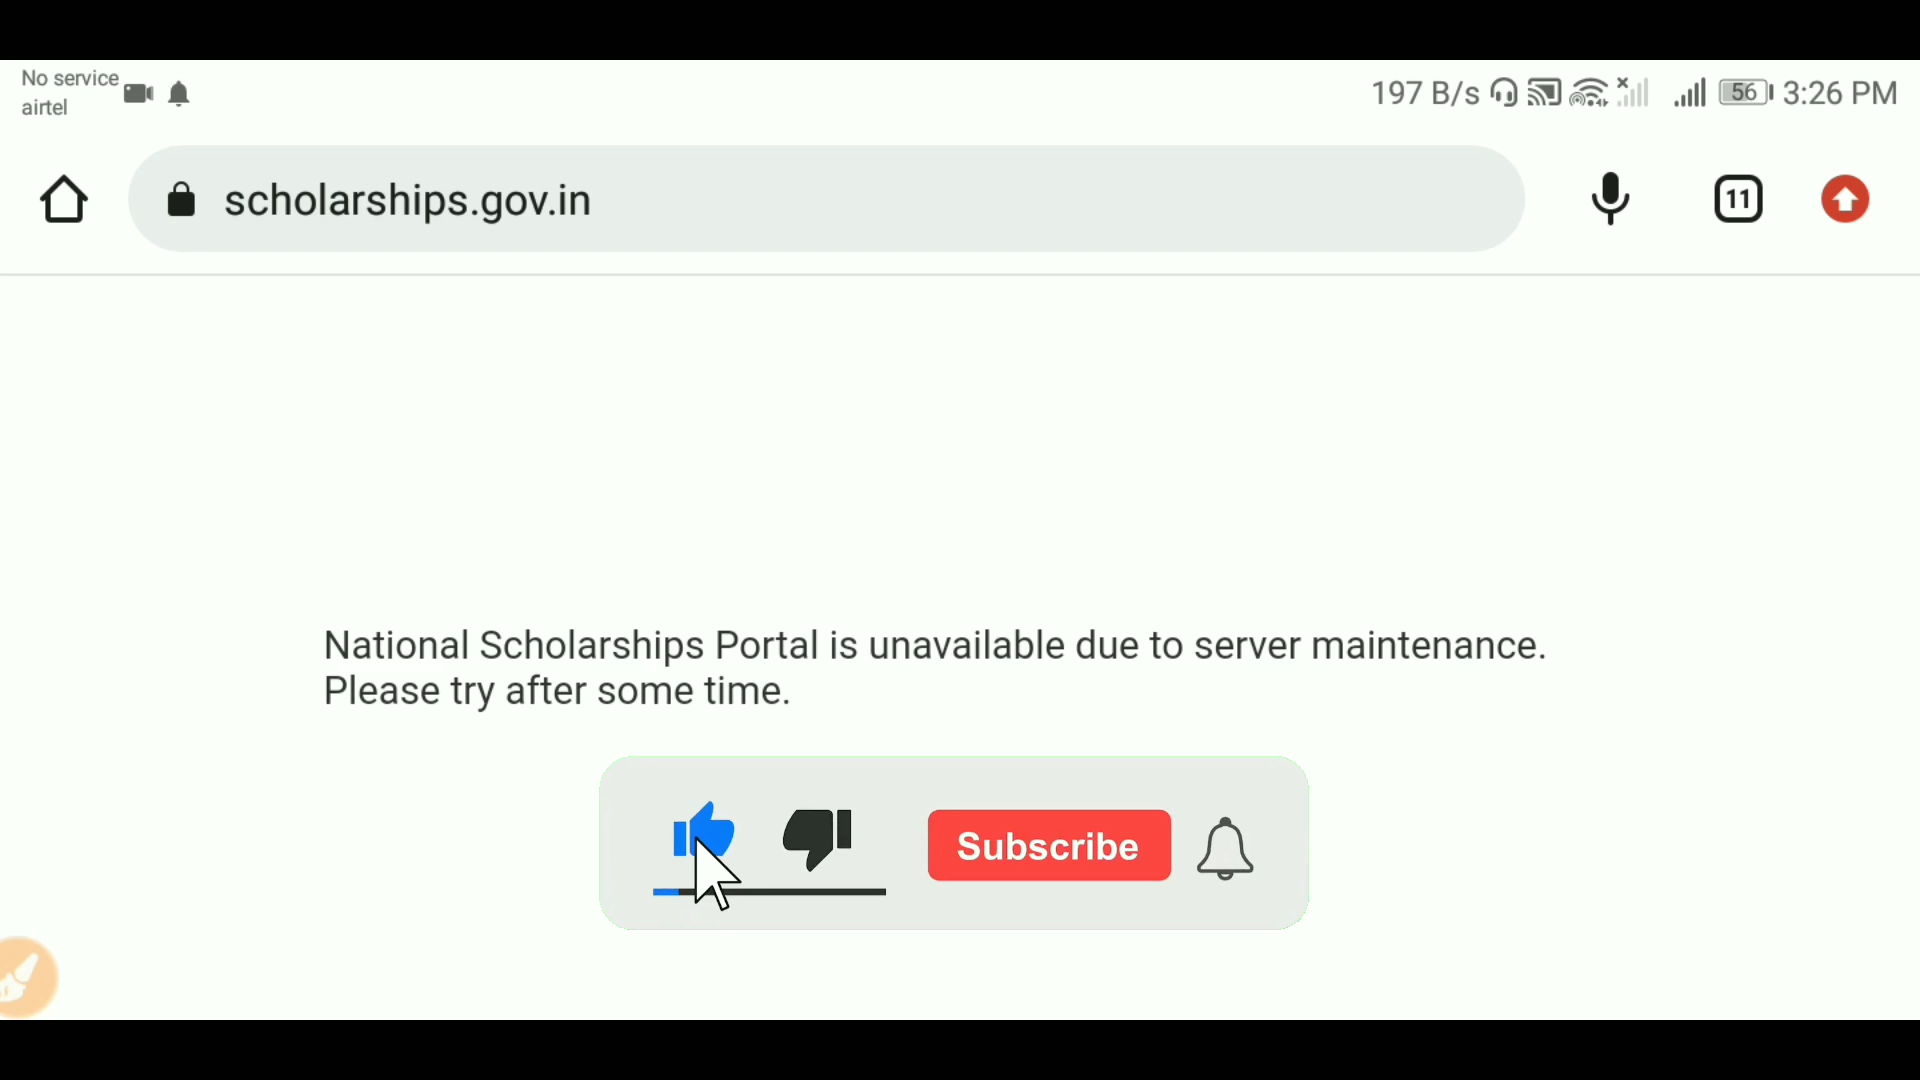 No service
airtel
197 B/s 56 3:26 PM
scholarships.gov.in
11
National Scholarships Portal is unavailable due to server maintenance.
Please try after some time.
Subscribe